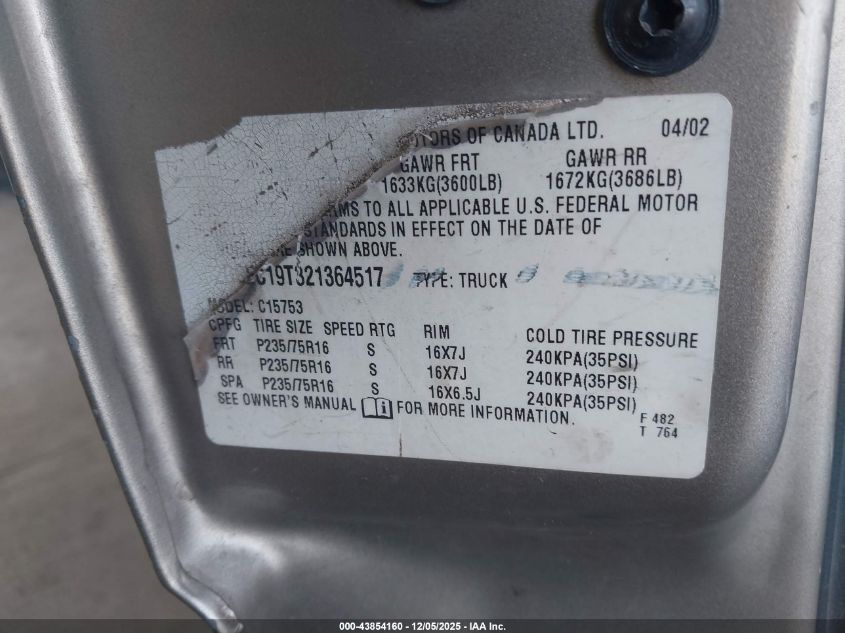 OF CANADA LTD. 04/02
GAWR FRT GAWR RR
1633KG(3600LB) 1672KG(3686LB)
TO ALL APPLICABLE U.S. FEDERAL MOTOR
STANDARDS IN EFFECT ON THE DATE OF
SHOWN ABOVE.
C19T321364517 TYPE: TRUCK
MODEL: C15753
CPFG TIRE SIZE SPEED RTG RIM COLD TIRE PRESSURE
FRT P235/75R16 S 16X7J 240KPA(35PSI)
RR P235/75R16 S 16X7J 240KPA(35PSI)
SPA P235/75R16 S 16X6.5J 240KPA(35PSI)
SEE OWNER'S MANUAL FOR MORE INFORMATION.
F 482
T 764
000-43854160 - 12/05/2025 - IAA Inc.